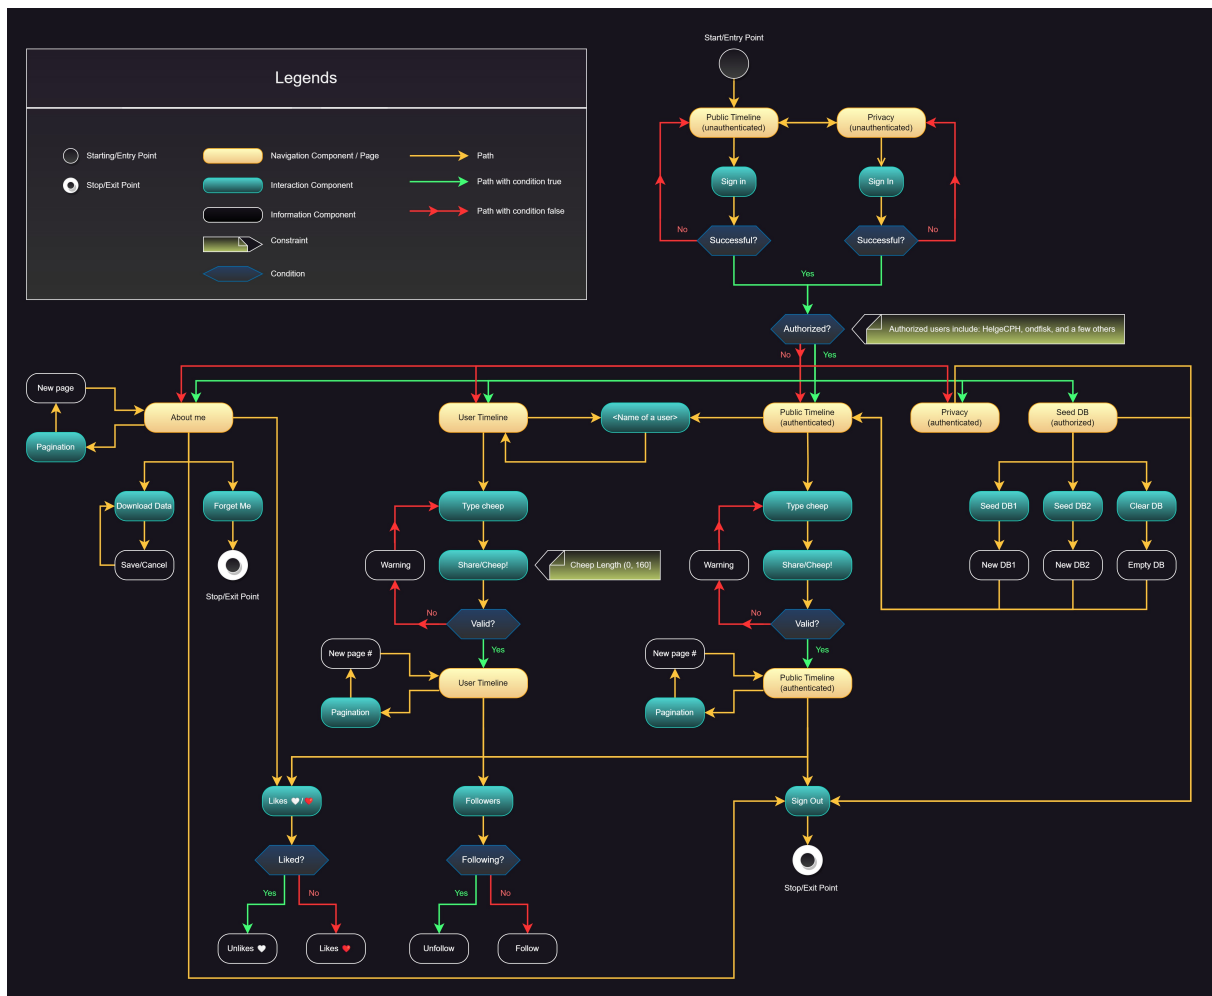 Start/Entry Point
Legends
Starting/Entry Point
Navigation Component / Page
Path
Stop/Exit Point
Interaction Component
Path with condition true
Information Component
Path with condition false
Constraint
Condition
Public Timeline
(unauthenticated)
Privacy
(unauthenticated)
Sign in
Sign In
No
Successful?
Successful?
No
Yes
Authorized?
Authorized users include: HelgeCPH, ondfisk, and a few others
No
Yes
New page
About me
User Timeline
<Name of a user>
Public Timeline
(authenticated)
Privacy
(authenticated)
Seed DB
(authorized)
Pagination
Download Data
Forget Me
Type cheep
Type cheep
Seed DB1
Seed DB2
Clear DB
Save/Cancel
Stop/Exit Point
Warning
Share/Cheep!
Cheep Length (0, 160]
Warning
Share/Cheep!
New DB1
New DB2
Empty DB
No
Valid?
No
Valid?
Yes
Yes
New page #
User Timeline
New page #
Public Timeline
(authenticated)
Pagination
Pagination
Likes 🤍 / ❤️
Followers
Sign Out
Liked?
Following?
Stop/Exit Point
Yes
No
Yes
No
Unlikes 🤍
Likes ❤️
Unfollow
Follow